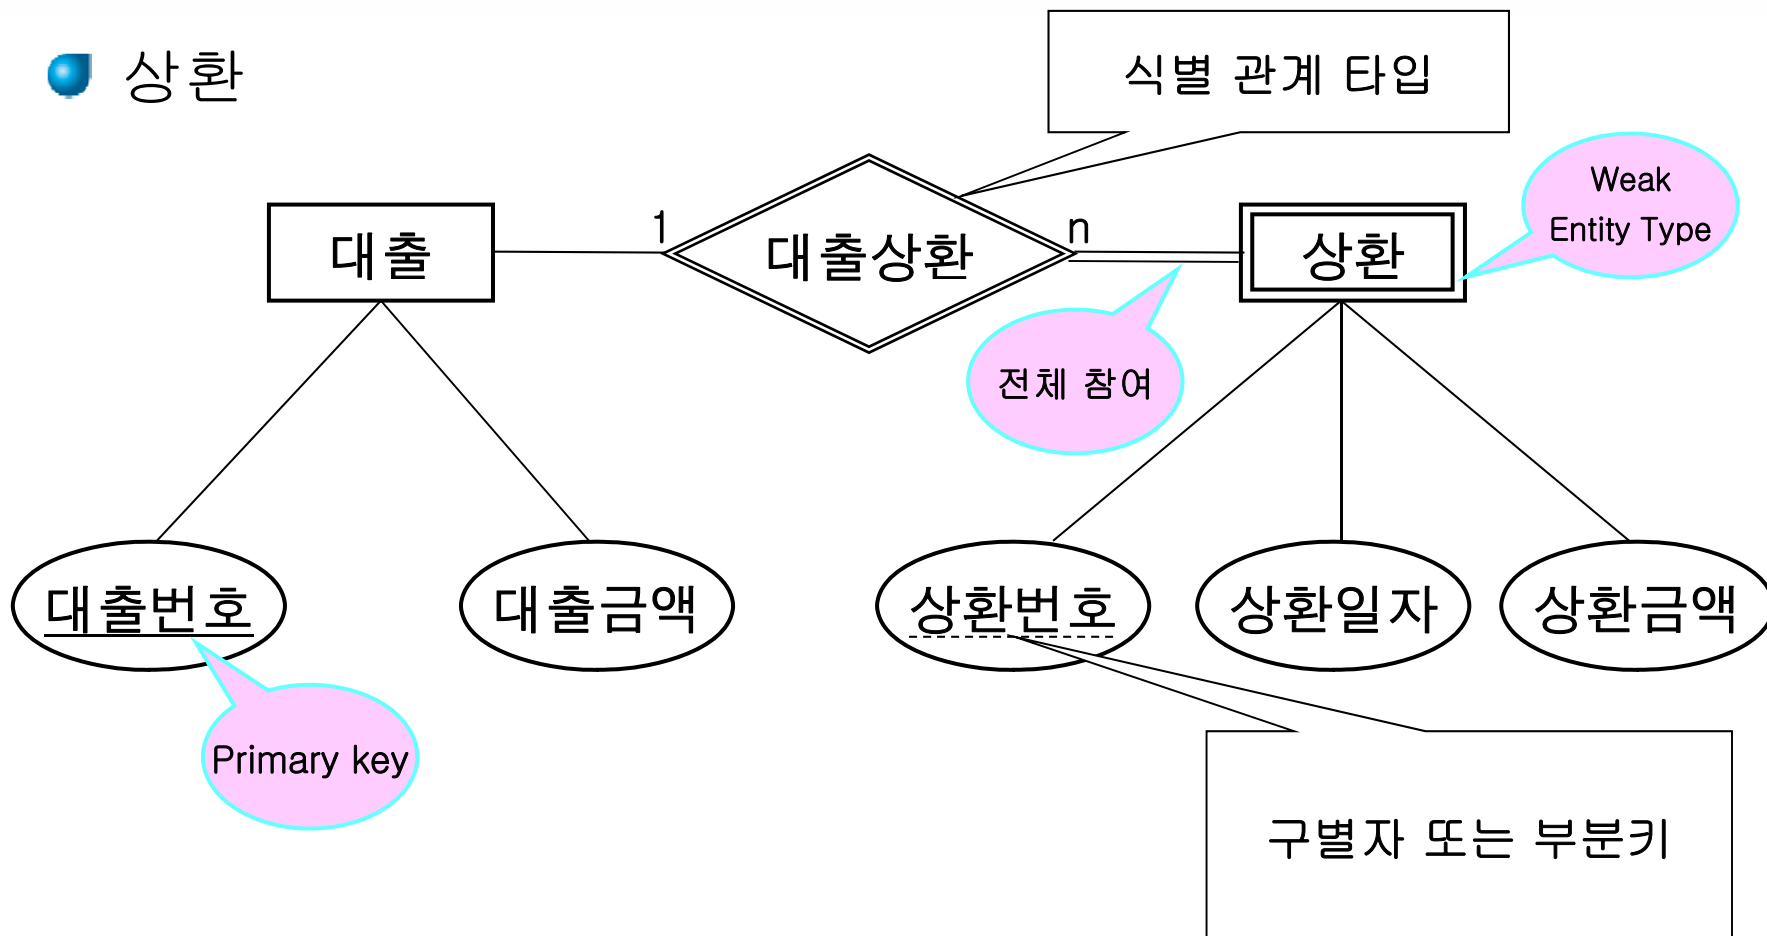 상환
식별 관계 타입
Weak
Entity Type
대출
1
대출상환
n
상환
전체 참여
대출번호
대출금액
상환번호
상환일자
상환금액
Primary key
구별자 또는 부분키